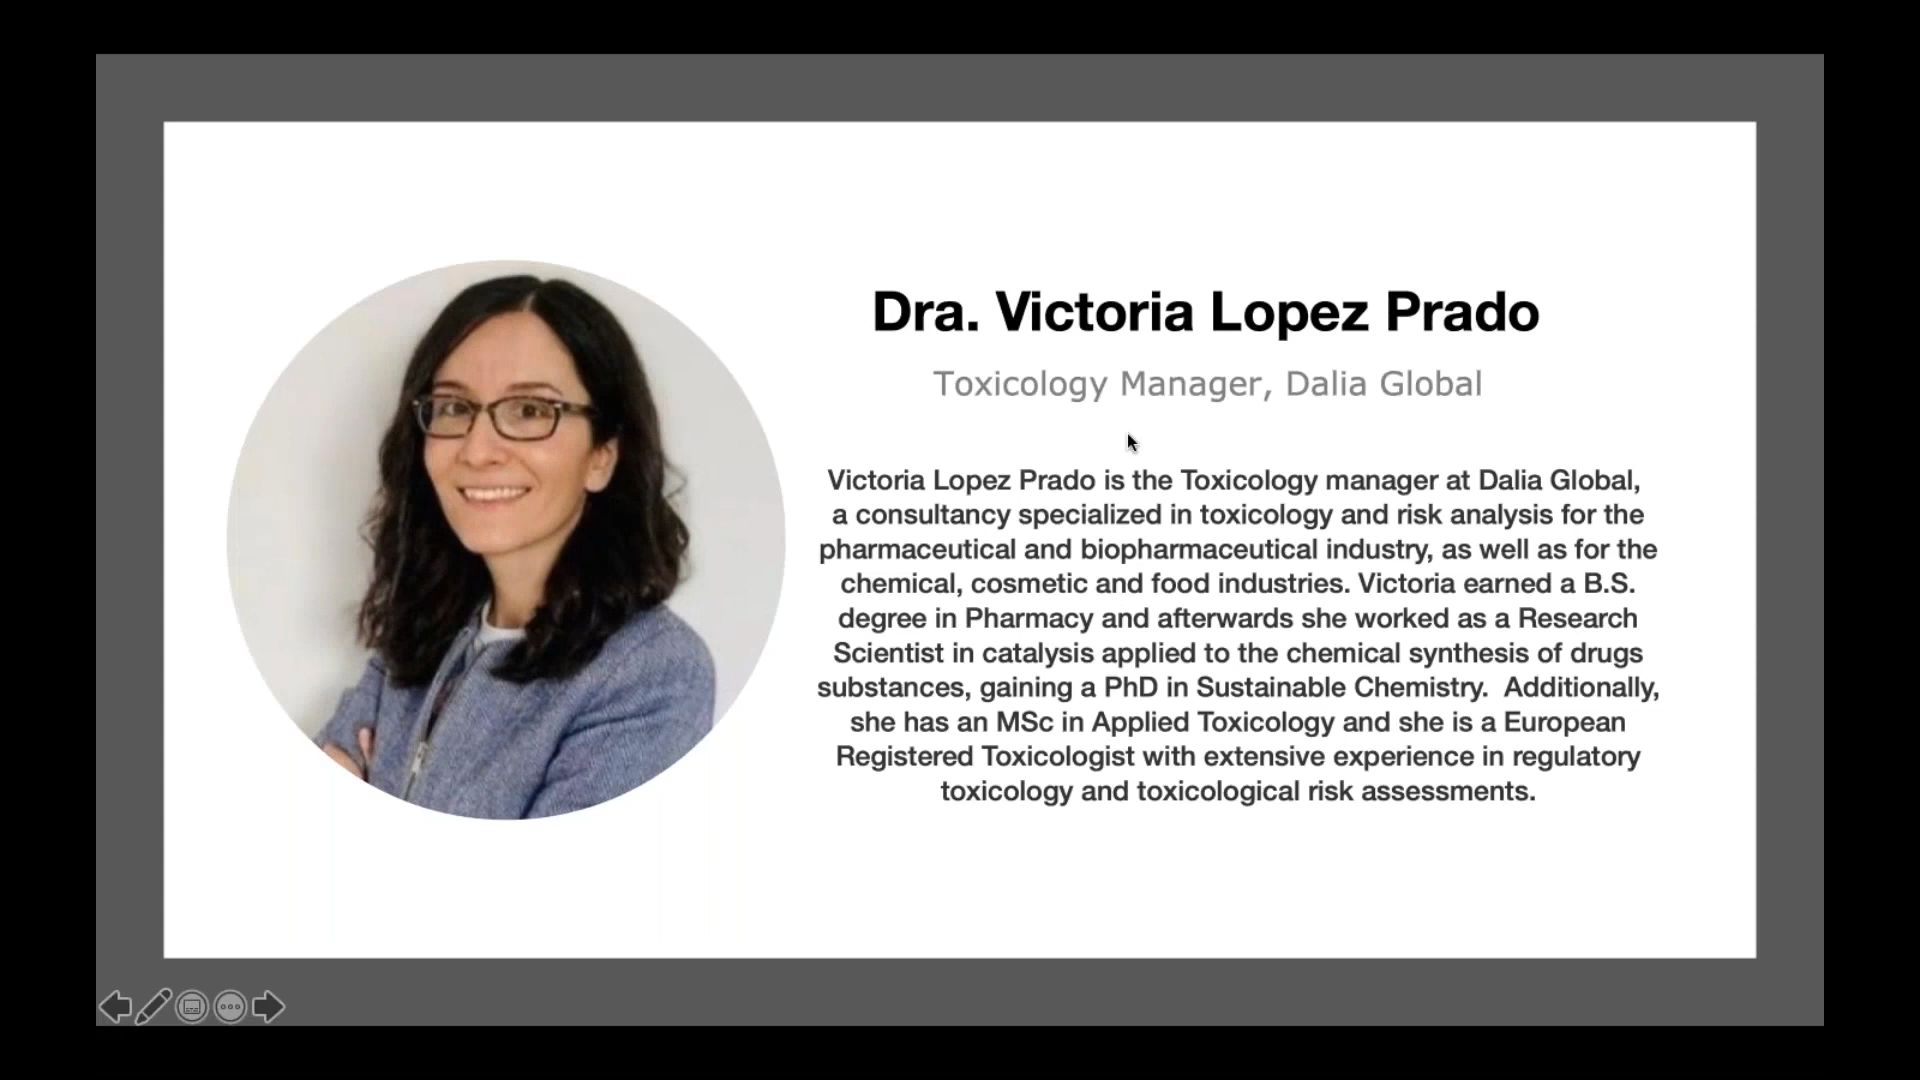 Dra. Victoria Lopez Prado
Toxicology Manager, Dalia Global
Victoria Lopez Prado is the Toxicology manager at Dalia Global,
a consultancy specialized in toxicology and risk analysis for the
pharmaceutical and biopharmaceutical industry, as well as for the
chemical, cosmetic and food industries. Victoria earned a B.S.
degree in Pharmacy and afterwards she worked as a Research
Scientist in catalysis applied to the chemical synthesis of drugs
substances, gaining a PhD in Sustainable Chemistry.  Additionally,
she has an MSc in Applied Toxicology and she is a European
Registered Toxicologist with extensive experience in regulatory
toxicology and toxicological risk assessments.